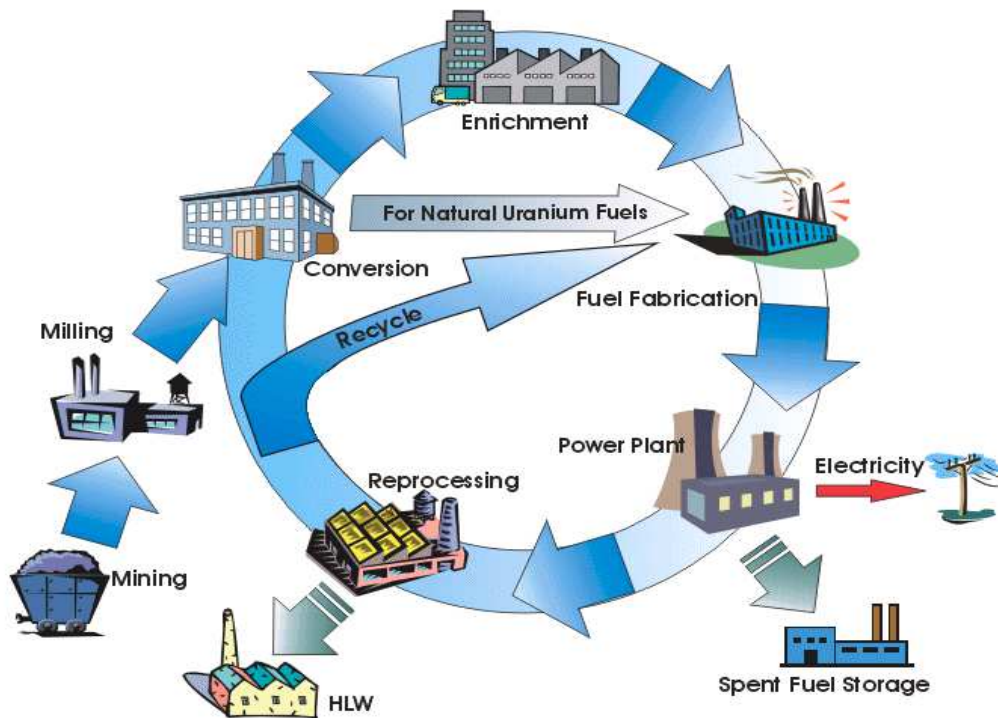 Enrichment
For Natural Uranium Fuels
Conversion
Fuel Fabrication
Milling
Recycle
Power Plant
Electricity
Reprocessing
Mining
HLW
Spent Fuel Storage